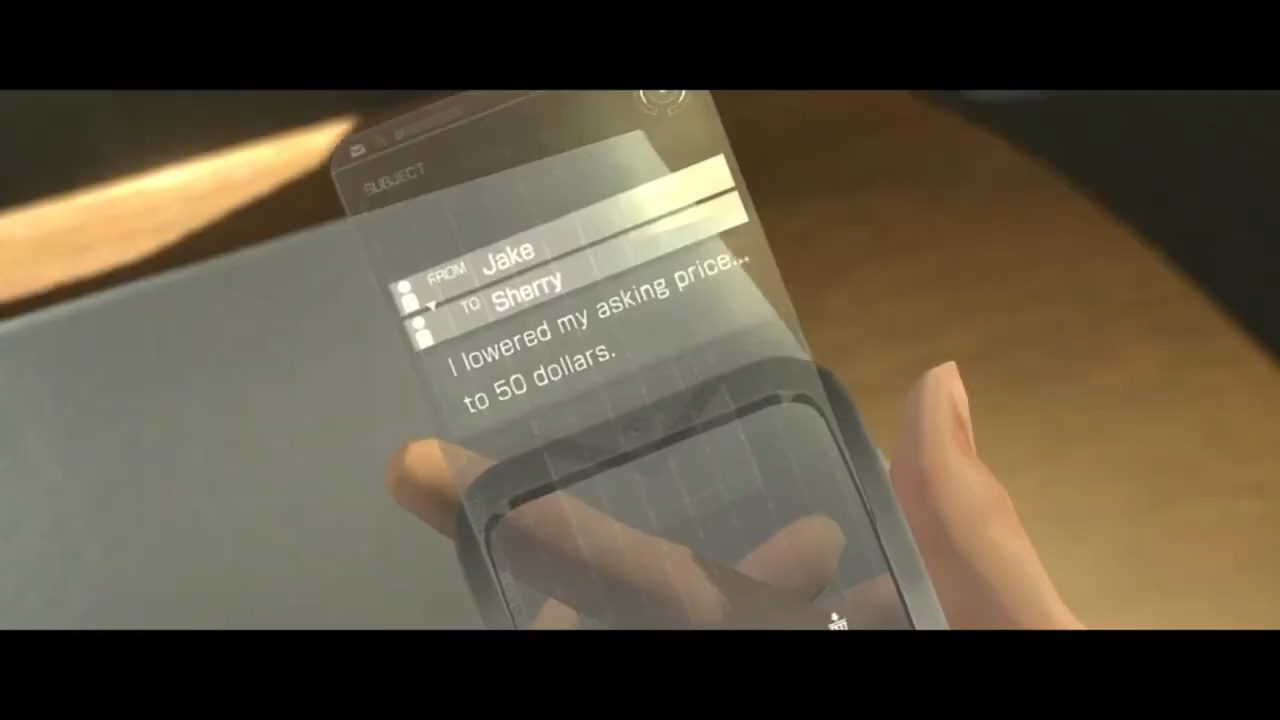 SUBJECT
FROM Jake
TO Sherry
I lowered my asking price...
to 50 dollars.